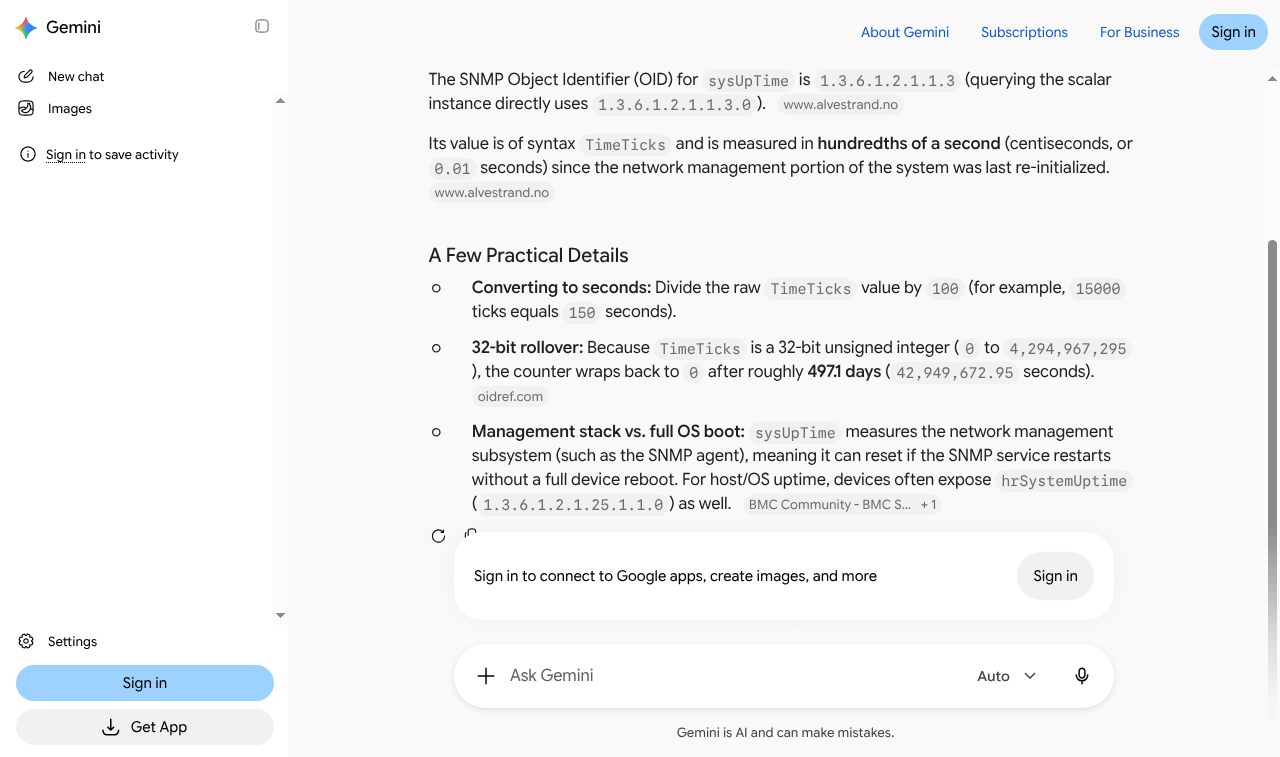 Gemini
New chat
Images
Sign in to save activity
Settings
Sign in
Get App
About Gemini
Subscriptions
For Business
Sign in
The SNMP Object Identifier (OID) for sysUpTime is 1.3.6.1.2.1.1.3 (querying the scalar
instance directly uses 1.3.6.1.2.1.1.3.0 ). www.alvestrand.no
Its value is of syntax TimeTicks and is measured in hundredths of a second (centiseconds, or
0.01 seconds) since the network management portion of the system was last re-initialized.
www.alvestrand.no
A Few Practical Details
Converting to seconds: Divide the raw TimeTicks value by 100 (for example, 15000
ticks equals 150 seconds).
32-bit rollover: Because TimeTicks is a 32-bit unsigned integer ( 0 to 4,294,967,295
), the counter wraps back to 0 after roughly 497.1 days ( 42,949,672.95 seconds).
oidref.com
Management stack vs. full OS boot: sysUpTime measures the network management
subsystem (such as the SNMP agent), meaning it can reset if the SNMP service restarts
without a full device reboot. For host/OS uptime, devices often expose hrSystemUptime
( 1.3.6.1.2.1.25.1.1.0 ) as well. BMC Community - BMC S... + 1
Sign in to connect to Google apps, create images, and more
Sign in
Ask Gemini
Auto
Gemini is AI and can make mistakes.